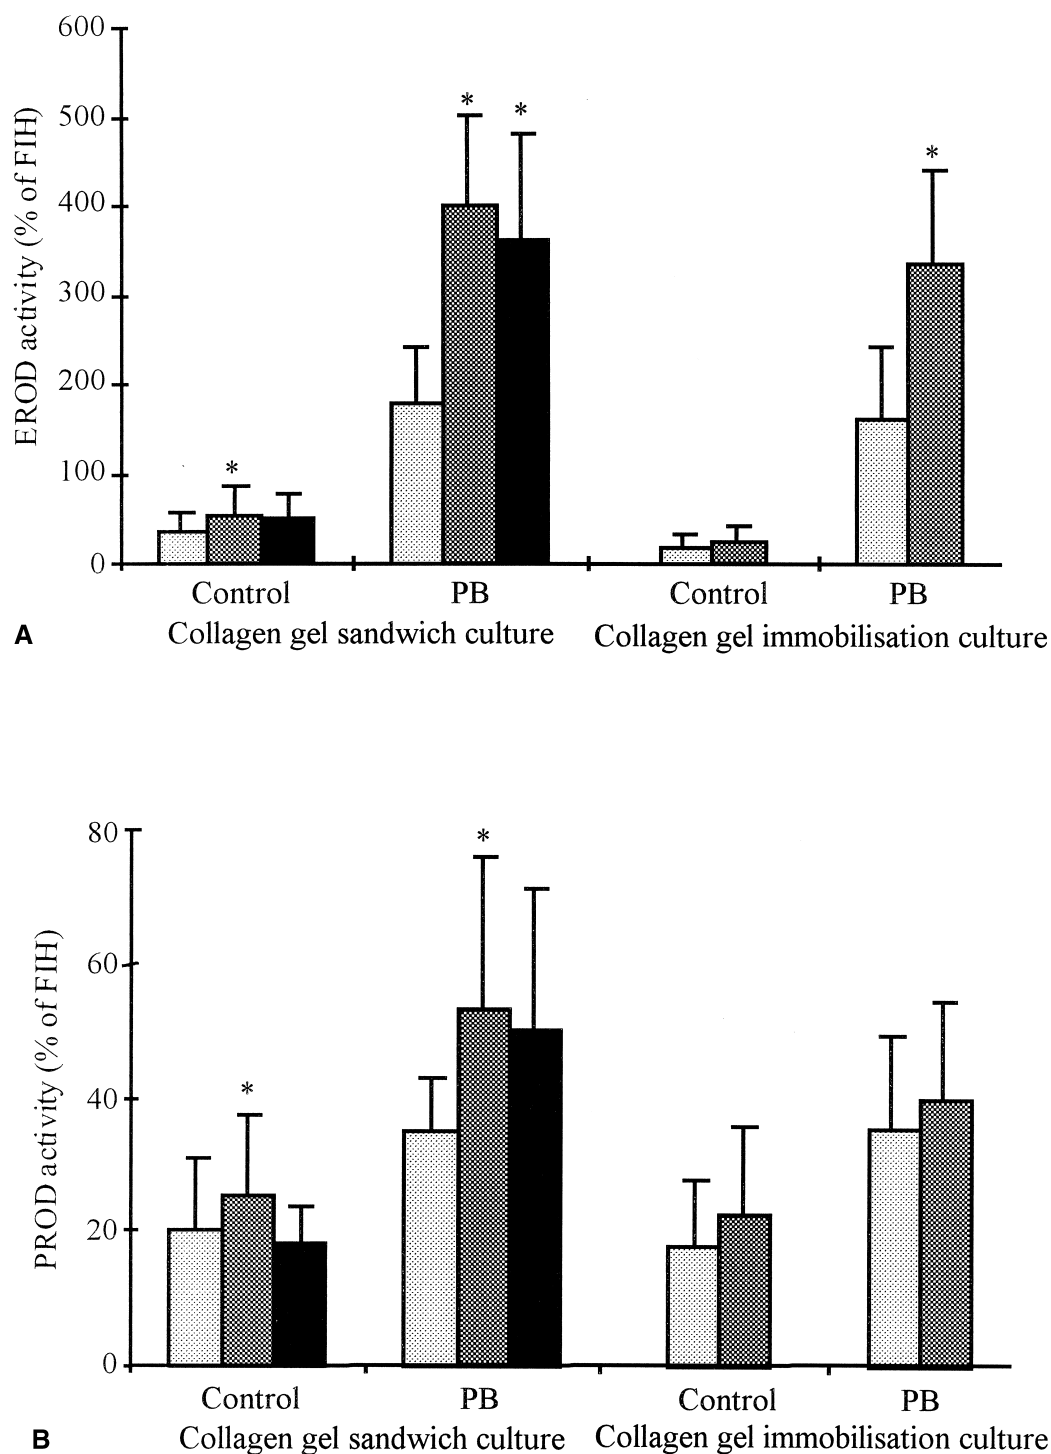 600
500
400
300
200
100
0
EROD activity (% of FIH)
*
*
*
*
Control
PB
Control
PB
A
Collagen gel sandwich culture
Collagen gel immobilisation culture
80
60
40
20
0
PROD activity (% of FIH)
*
*
Control
PB
Control
PB
B
Collagen gel sandwich culture
Collagen gel immobilisation culture